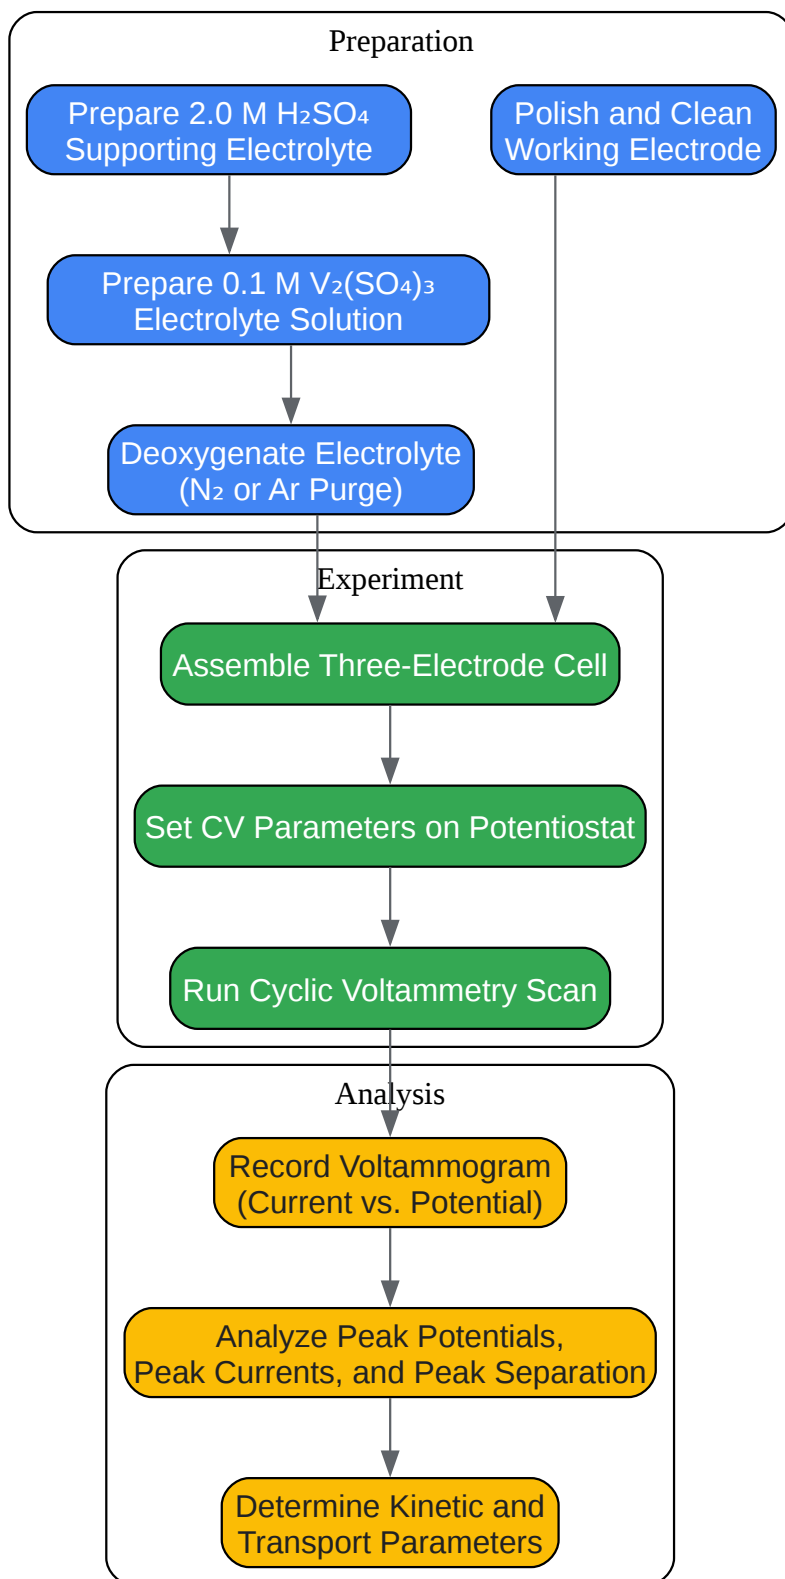 Preparation
Prepare 2.0 M H₂SO₄
Supporting Electrolyte
Polish and Clean
Working Electrode
Prepare 0.1 M V₂(SO₄)₃
Electrolyte Solution
Deoxygenate Electrolyte
(N₂ or Ar Purge)
Experiment
Assemble Three-Electrode Cell
Set CV Parameters on Potentiostat
Run Cyclic Voltammetry Scan
Analysis
Record Voltammogram
(Current vs. Potential)
Analyze Peak Potentials,
Peak Currents, and Peak Separation
Determine Kinetic and
Transport Parameters